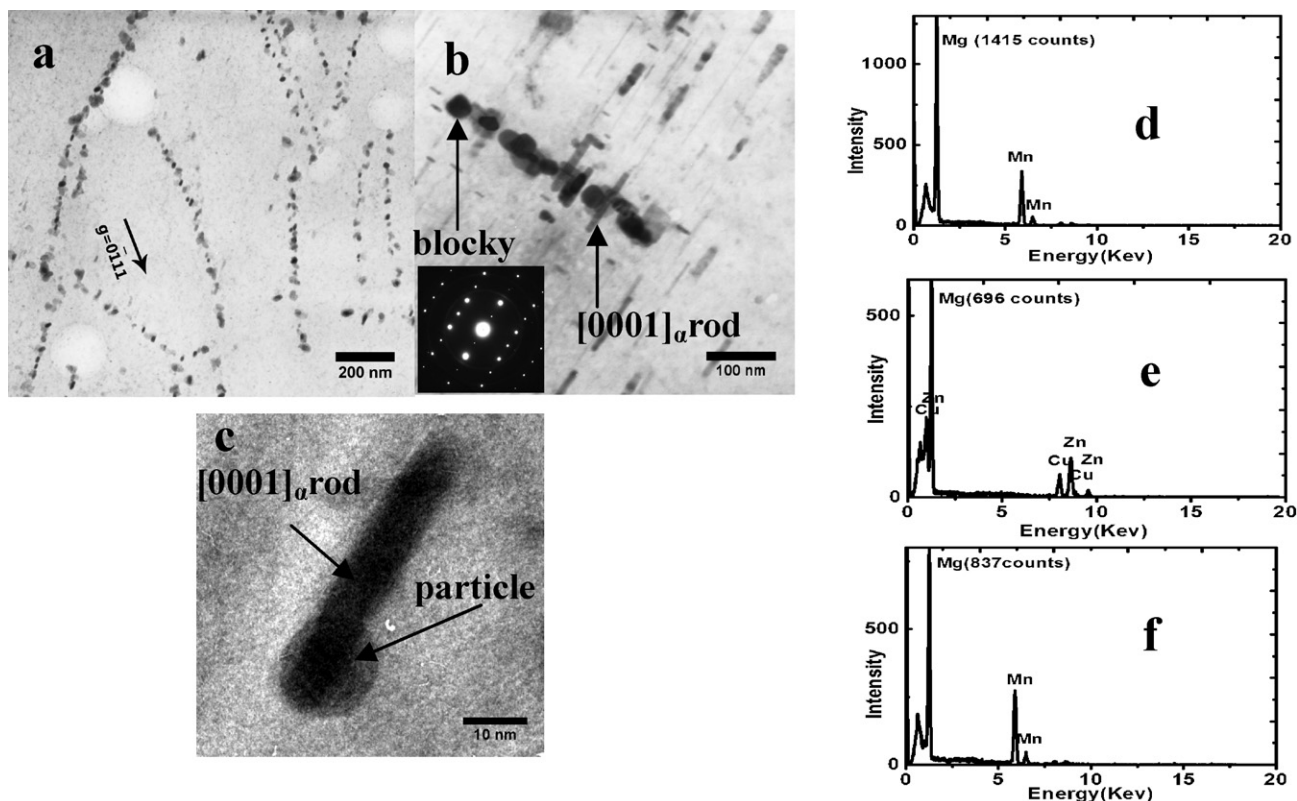 a
g=01̅11
200 nm
b
blocky
[0001]αrod
100 nm
c
[0001]αrod
particle
10 nm
d
Mg (1415 counts)
Mn
Mn
1000
500
0
Intensity
0 5 10 15 20
Energy(Kev)
e
Mg(696 counts)
Zn
Cu
Zn
Cu
Zn
Cu
500
0
Intensity
0 5 10 15 20
Energy(Kev)
f
Mg(837counts)
Mn
Mn
500
0
Intensity
0 5 10 15 20
Energy(Kev)